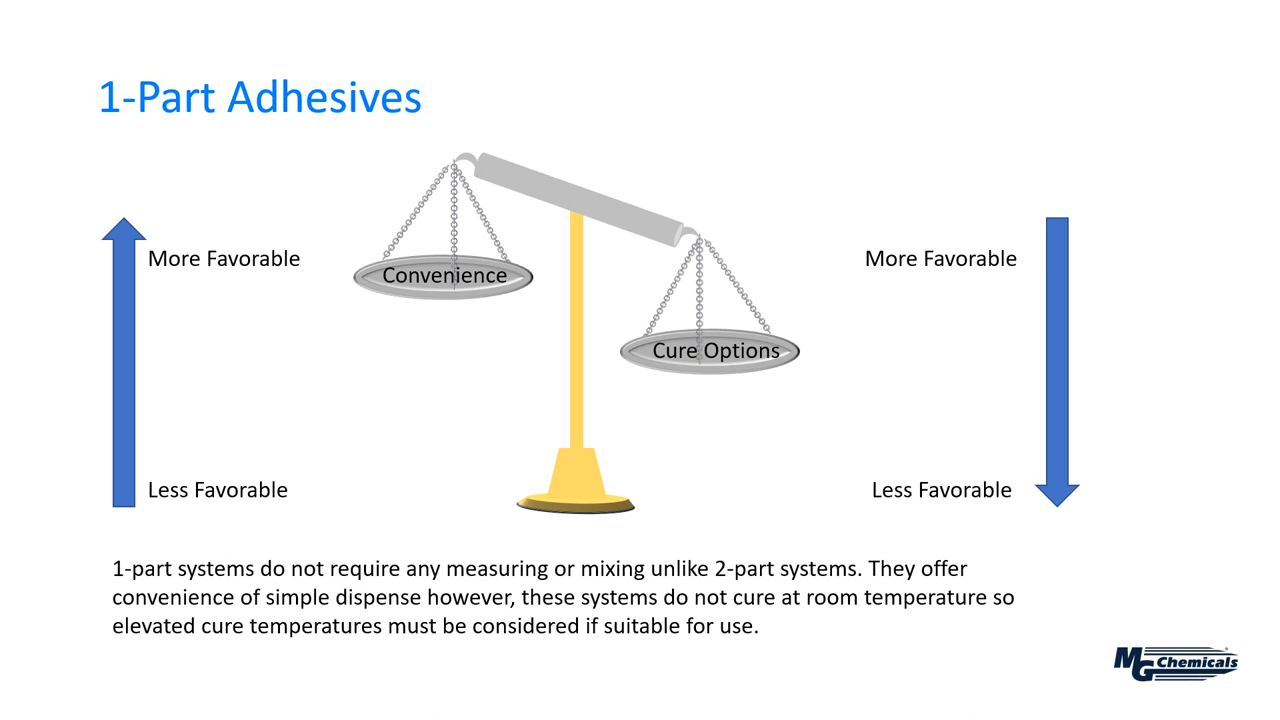 1-Part Adhesives
More Favorable
More Favorable
Convenience
Cure Options
Less Favorable
Less Favorable
1-part systems do not require any measuring or mixing unlike 2-part systems. They offer
convenience of simple dispense however, these systems do not cure at room temperature so
elevated cure temperatures must be considered if suitable for use.
MG Chemicals